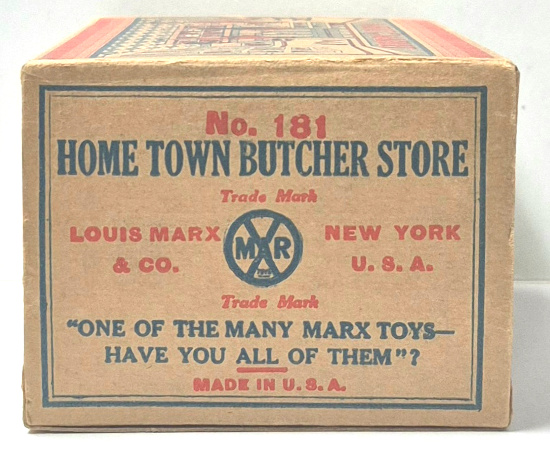 No. 181
HOME TOWN BUTCHER STORE
Trade Mark
LOUIS MARX
& CO.
MAR
NEW YORK
U. S. A.
Trade Mark
"ONE OF THE MANY MARX TOYS—
HAVE YOU ALL OF THEM"?
MADE IN U. S. A.